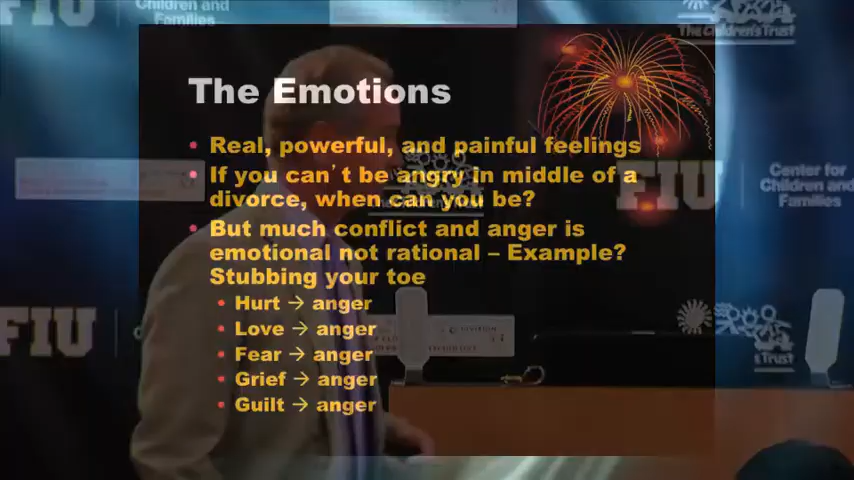 FIU
Children and
Families
The Children's Trust
The Emotions
• Real, powerful, and painful feelings
• If you can't be angry in middle of a
divorce, when can you be?
• But much conflict and anger is
emotional not rational – Example?
Stubbing your toe
• Hurt → anger
• Love → anger
• Fear → anger
• Grief → anger
• Guilt → anger
FIU
Center for
Children and
Families
FIU
s Trust